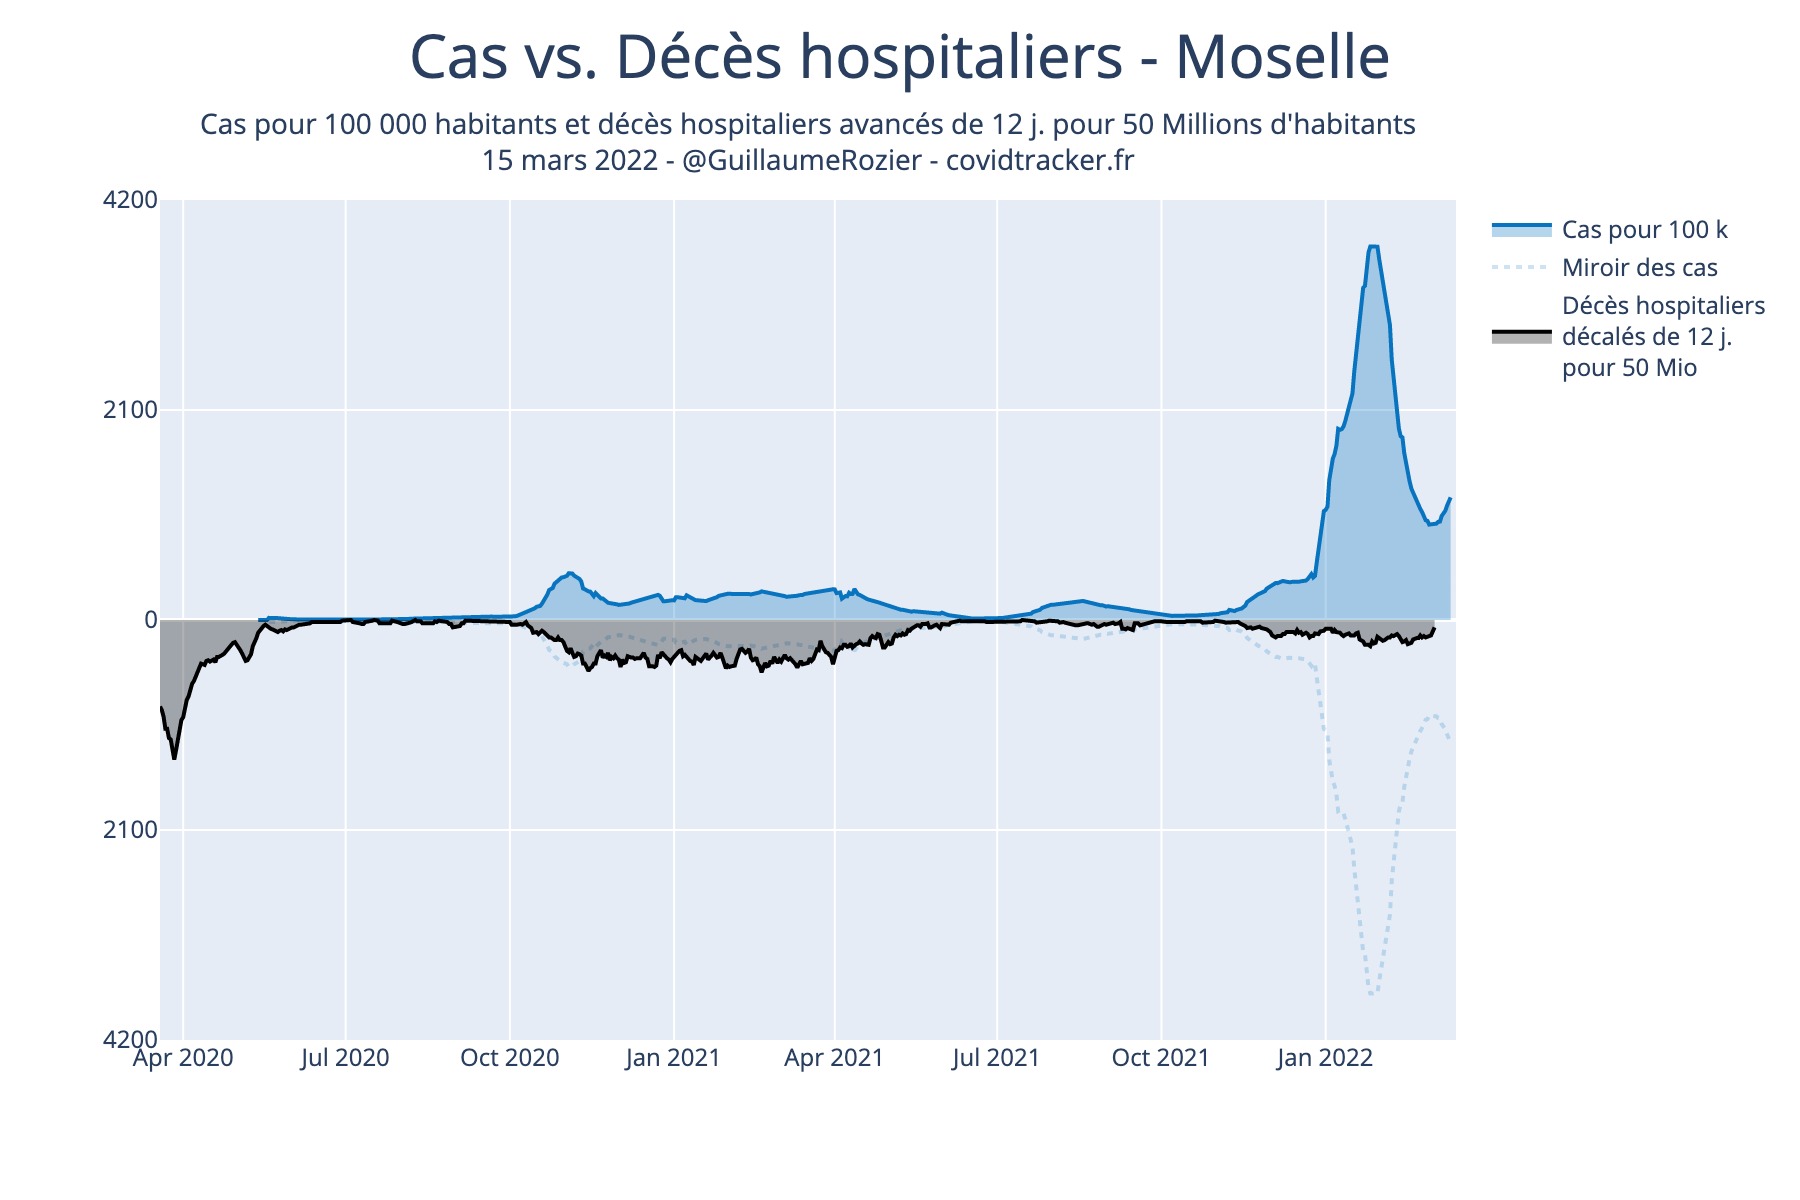 Cas vs. Décès hospitaliers - Moselle
Cas pour 100 000 habitants et décès hospitaliers avancés de 12 j. pour 50 Millions d'habitants
15 mars 2022 - @GuillaumeRozier - covidtracker.fr
4200
2100
0
2100
4200
Apr 2020
Jul 2020
Oct 2020
Jan 2021
Apr 2021
Jul 2021
Oct 2021
Jan 2022
Cas pour 100 k
Miroir des cas
Décès hospitaliers
décalés de 12 j.
pour 50 Mio